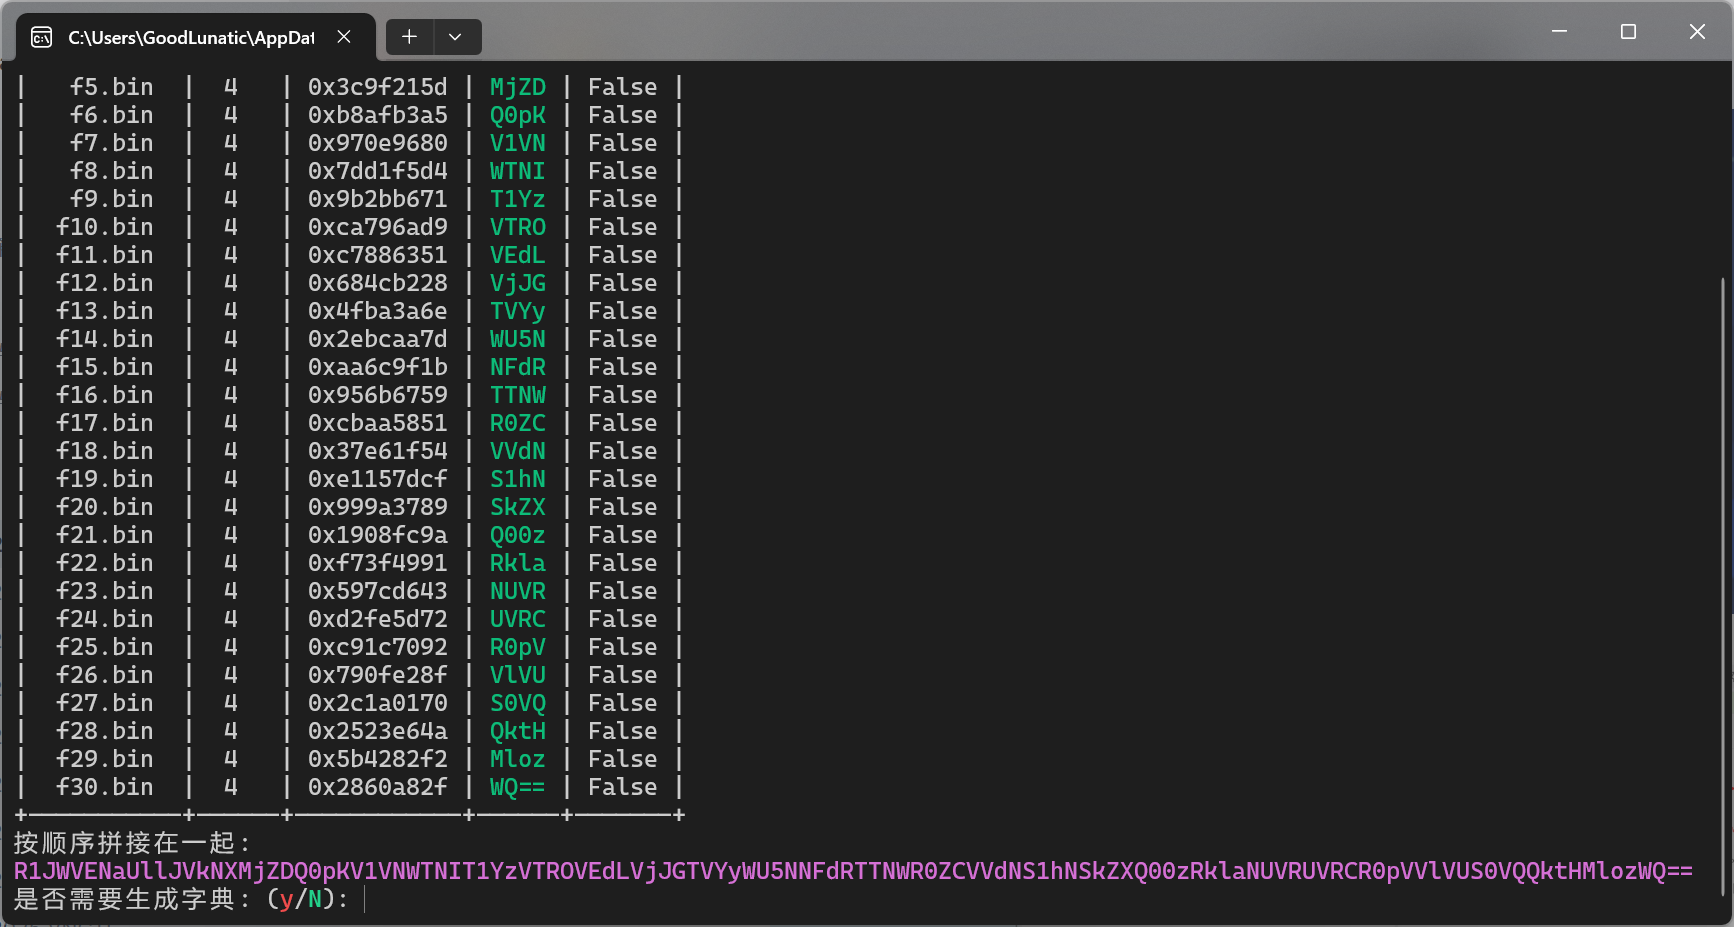 C:\Users\GoodLunatic\AppDat
| f5.bin | 4 | 0x3c9f215d | MjZD | False |
| f6.bin | 4 | 0xb8afb3a5 | Q0pK | False |
| f7.bin | 4 | 0x970e9680 | V1VN | False |
| f8.bin | 4 | 0x7dd1f5d4 | WTNI | False |
| f9.bin | 4 | 0x9b2bb671 | T1Yz | False |
| f10.bin | 4 | 0xca796ad9 | VTRO | False |
| f11.bin | 4 | 0xc7886351 | VEdL | False |
| f12.bin | 4 | 0x684cb228 | VjJG | False |
| f13.bin | 4 | 0x4fba3a6e | TVYy | False |
| f14.bin | 4 | 0x2ebcaa7d | WU5N | False |
| f15.bin | 4 | 0xaa6c9f1b | NFdR | False |
| f16.bin | 4 | 0x956b6759 | TTNW | False |
| f17.bin | 4 | 0xcbaa5851 | R0ZC | False |
| f18.bin | 4 | 0x37e61f54 | VVdN | False |
| f19.bin | 4 | 0xe1157dcf | S1hN | False |
| f20.bin | 4 | 0x999a3789 | SkZX | False |
| f21.bin | 4 | 0x1908fc9a | Q00z | False |
| f22.bin | 4 | 0xf73f4991 | Rkla | False |
| f23.bin | 4 | 0x597cd643 | NUVR | False |
| f24.bin | 4 | 0xd2fe5d72 | UVRC | False |
| f25.bin | 4 | 0xc91c7092 | R0pV | False |
| f26.bin | 4 | 0x790fe28f | VlVU | False |
| f27.bin | 4 | 0x2c1a0170 | S0VQ | False |
| f28.bin | 4 | 0x2523e64a | QktH | False |
| f29.bin | 4 | 0x5b4282f2 | Mloz | False |
| f30.bin | 4 | 0x2860a82f | WQ== | False |
按顺序拼接在一起:
R1JWVENaUllJVkNXMjZDQ0pKV1VNWTNIT1YzVTROVEdLVjJGTVYyWU5NNFdRTTNWR0ZCVVdNS1hNSkZXQ00zRklaNUVRUVRCR0pVVlVUS0VQQktHMlozWQ==
是否需要生成字典: (y/N):